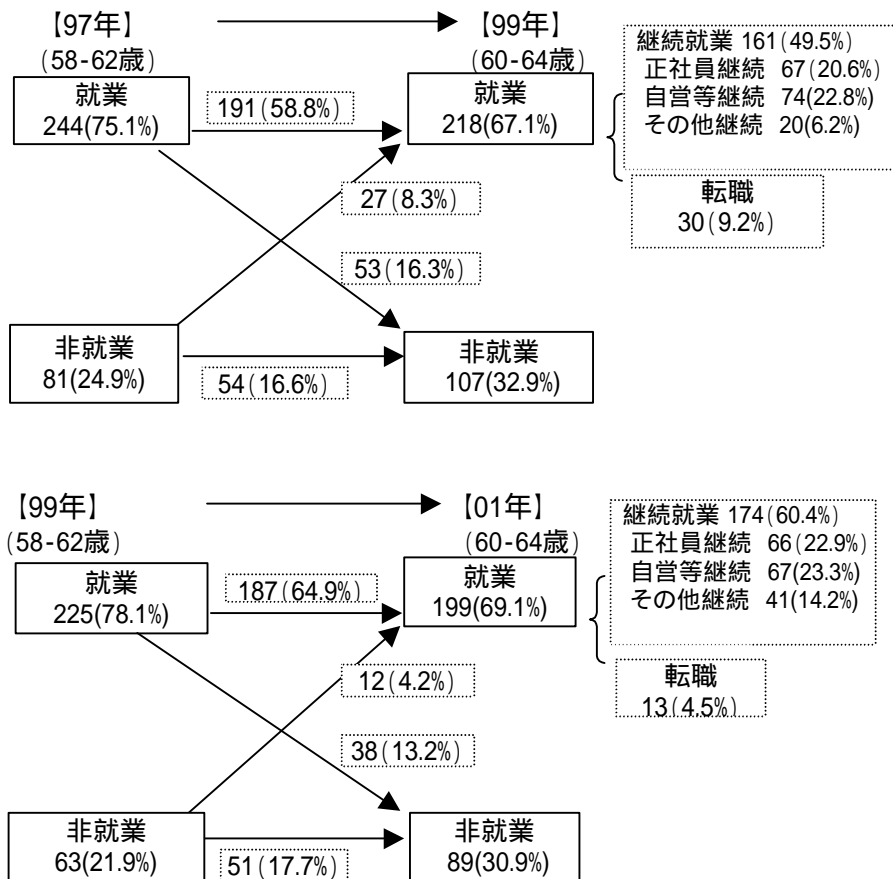 【97年】
(58-62歳)
【99年】
(60-64歳)
就業
244(75.1%)
191(58.8%)
就業
218(67.1%)
継続就業 161(49.5%)
正社員継続 67(20.6%)
自営等継続 74(22.8%)
その他継続 20(6.2%)
転職
30(9.2%)
27(8.3%)
53(16.3%)
非就業
81(24.9%)
54(16.6%)
非就業
107(32.9%)
【99年】
(58-62歳)
【01年】
(60-64歳)
就業
225(78.1%)
187(64.9%)
就業
199(69.1%)
継続就業 174(60.4%)
正社員継続 66(22.9%)
自営等継続 67(23.3%)
その他継続 41(14.2%)
転職
13(4.5%)
12(4.2%)
38(13.2%)
非就業
63(21.9%)
51(17.7%)
非就業
89(30.9%)